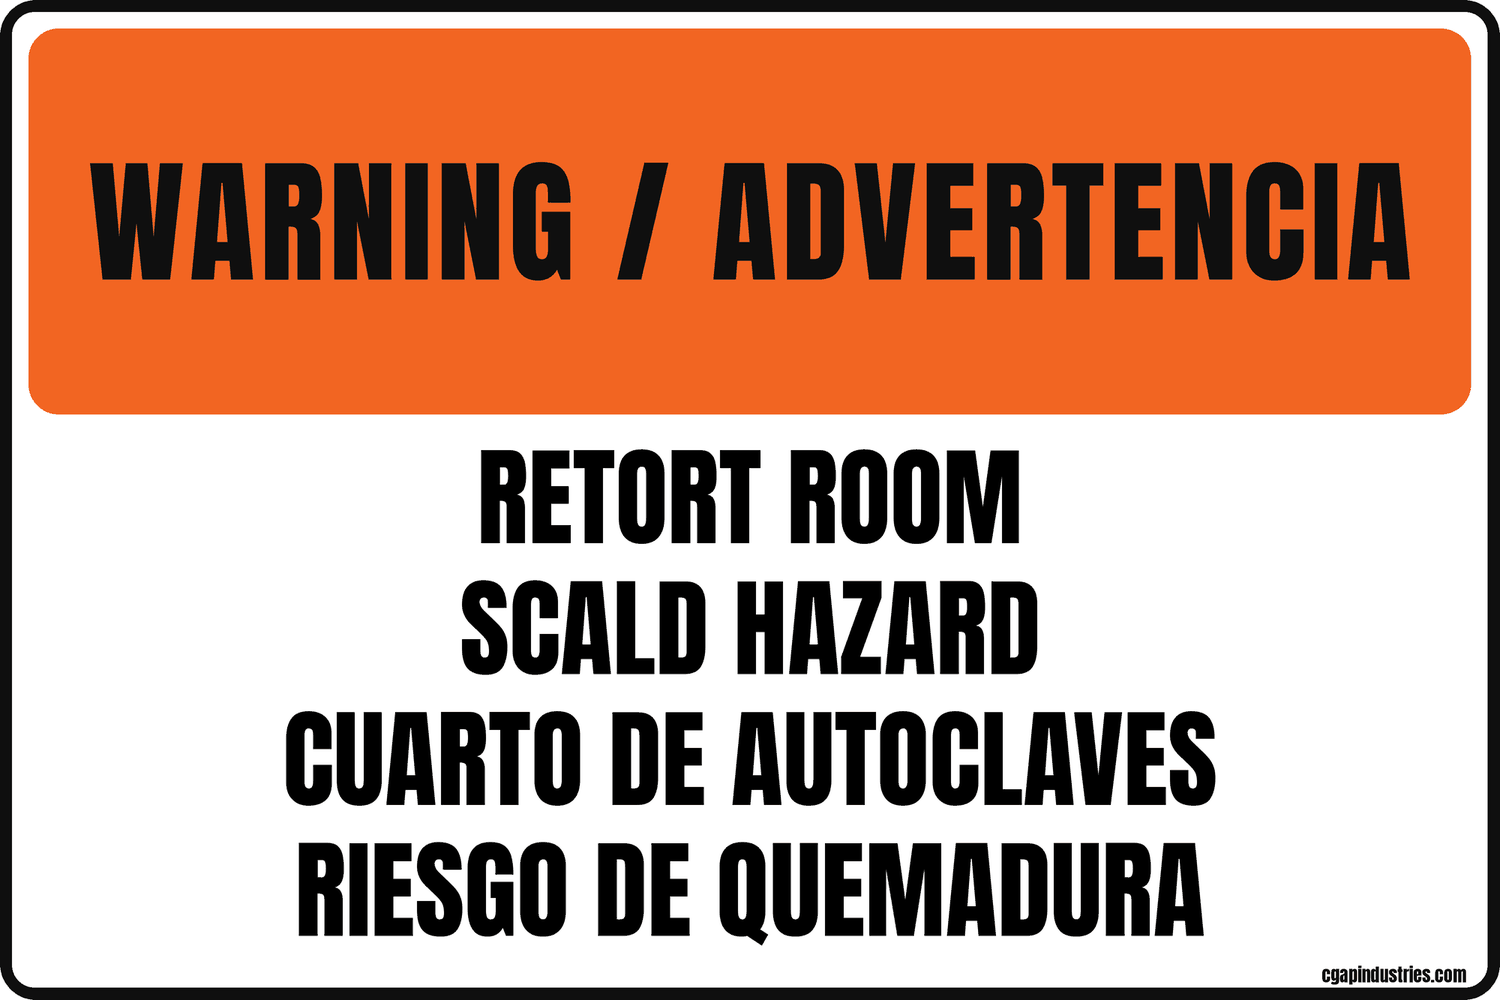 WARNING / ADVERTENCIA
RETORT ROOM
SCALD HAZARD
CUARTO DE AUTOCLAVES
RIESGO DE QUEMADURA
cgapindustries.com